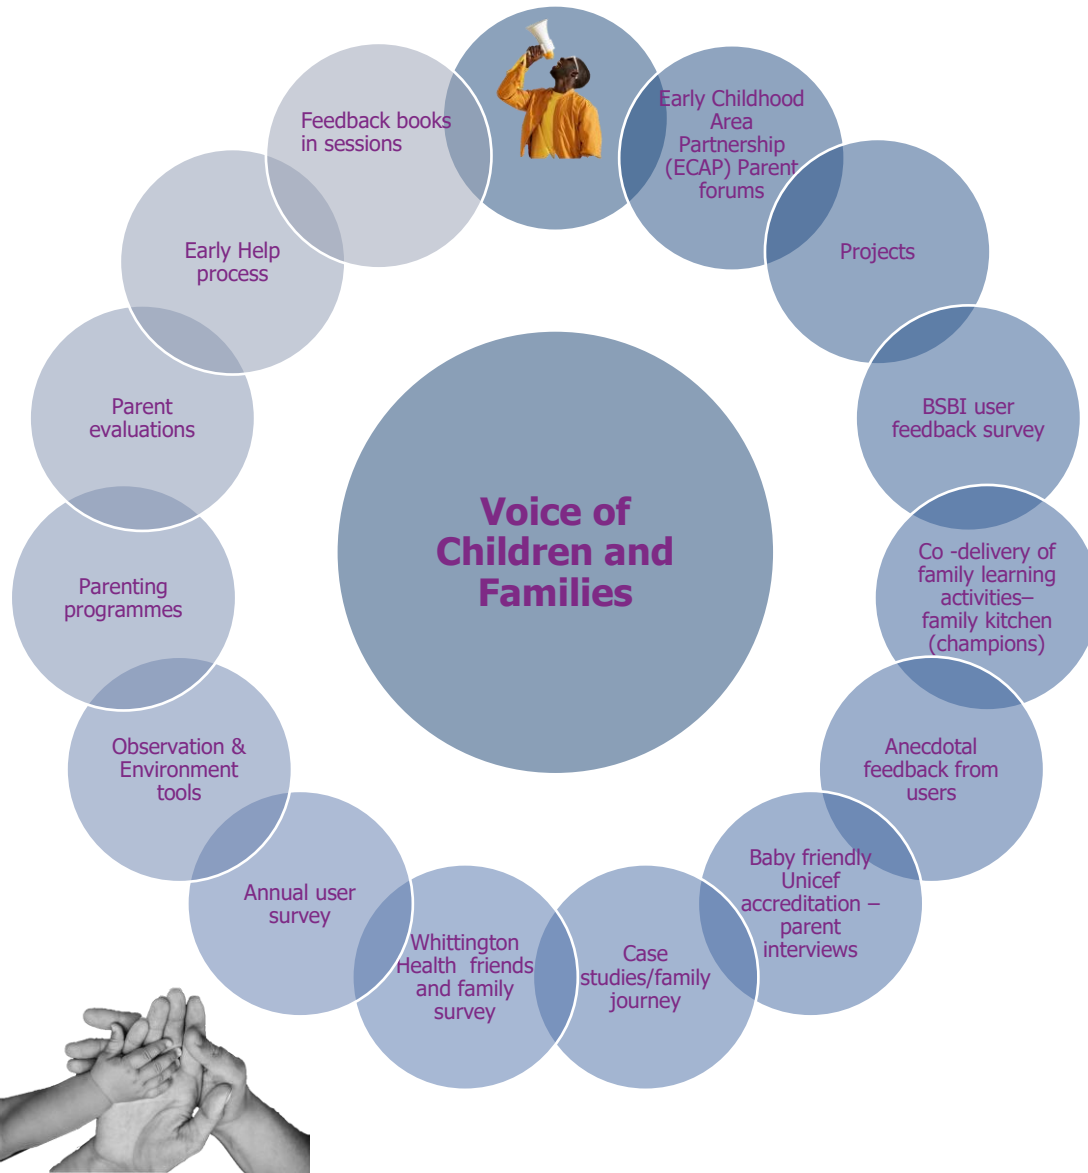 Early Childhood
Area
Partnership
(ECAP) Parent
forums
Projects
BSBI user
feedback survey
Co -delivery of
family learning
activities–
family kitchen
(champions)
Anecdotal
feedback from
users
Baby friendly
Unicef
accreditation –
parent
interviews
Case
studies/family
journey
Whittington
Health  friends
and family
survey
Annual user
survey
Observation &
Environment
tools
Parenting
programmes
Parent
evaluations
Early Help
process
Feedback books
in sessions
Voice of
Children and
Families